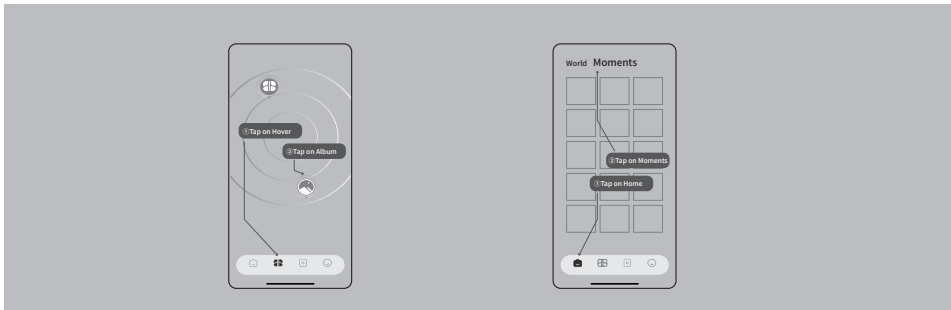 ①Tap on Hover
②Tap on Album
World Moments
②Tap on Moments
①Tap on Home